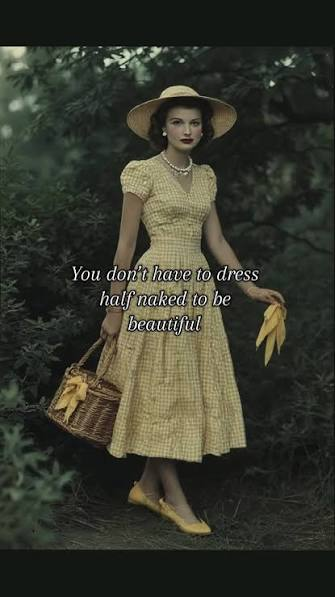 You don't have to dress
half naked to be
beautiful